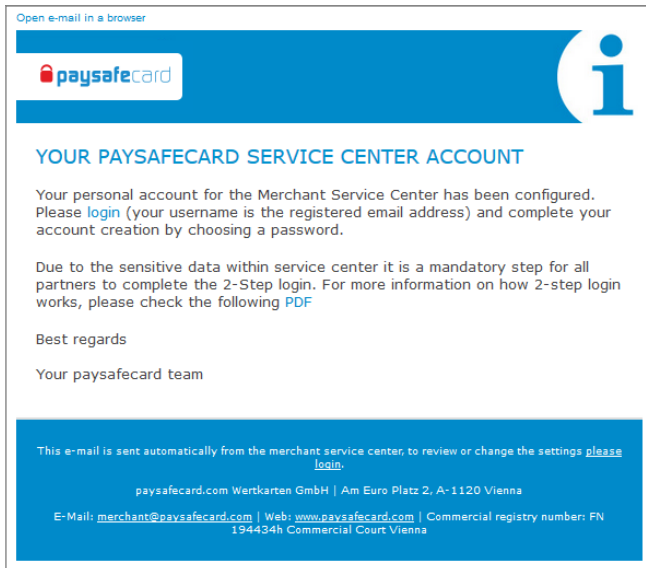 Open e-mail in a browser
paysafecard
i
YOUR PAYSAFECARD SERVICE CENTER ACCOUNT
Your personal account for the Merchant Service Center has been configured.
Please login (your username is the registered email address) and complete your
account creation by choosing a password.
Due to the sensitive data within service center it is a mandatory step for all
partners to complete the 2-Step login. For more information on how 2-step login
works, please check the following PDF
Best regards
Your paysafecard team
This e-mail is sent automatically from the merchant service center, to review or change the settings please
login.
paysafecard.com Wertkarten GmbH | Am Euro Platz 2, A-1120 Vienna
E-Mail: merchant@paysafecard.com | Web: www.paysafecard.com | Commercial registry number: FN
194434h Commercial Court Vienna